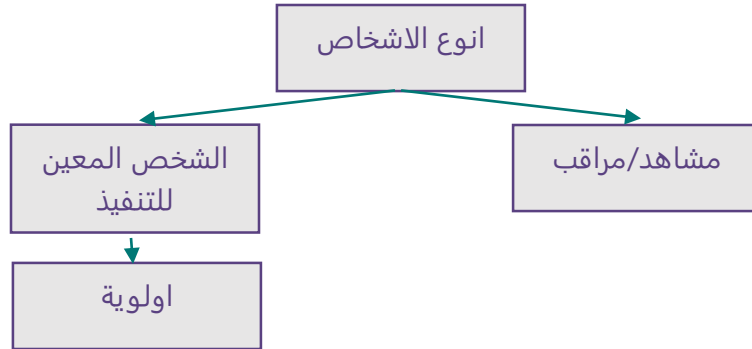 انوع الاشخاص
مشاهد/مراقب
الشخص المعين
للتنفيذ
اولوية